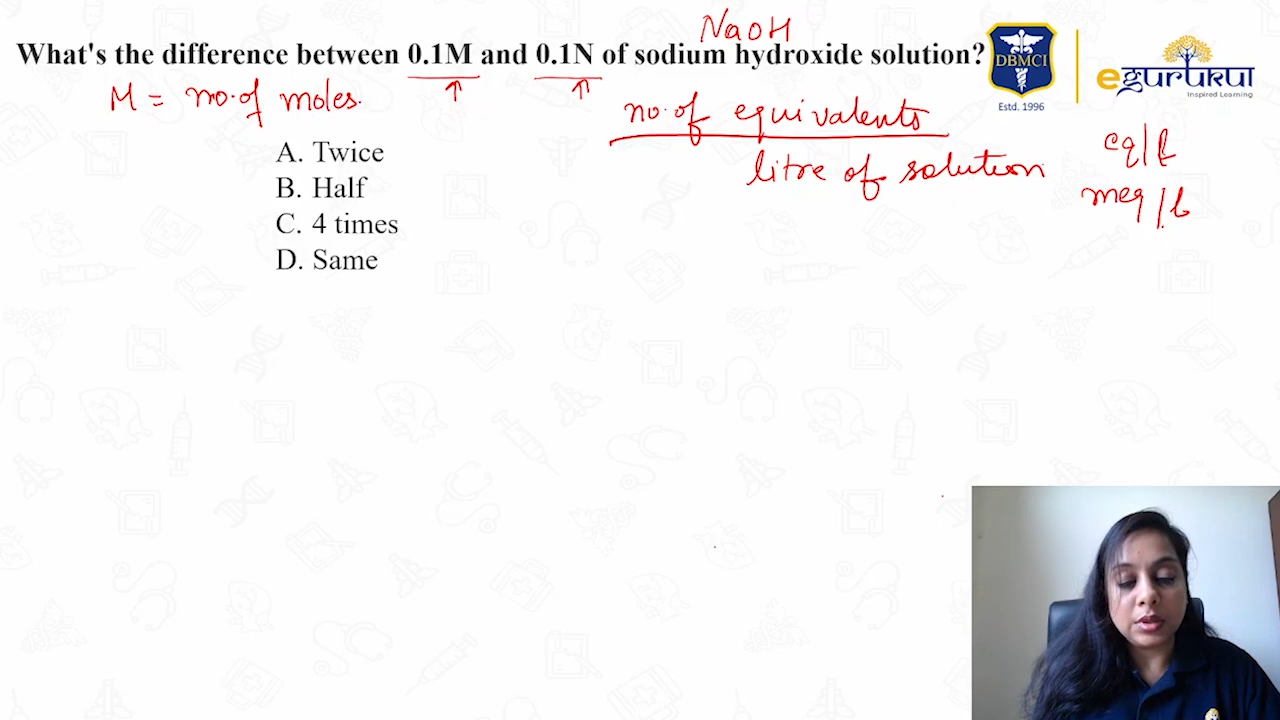 NaOH
What's the difference between 0.1M and 0.1N of sodium hydroxide solution?
M = no. of moles.
no. of equivalents
litre of solution
eq/L
meq/L
A. Twice
B. Half
C. 4 times
D. Same
DBMCI
Estd. 1996
egurukul
Inspired Learning